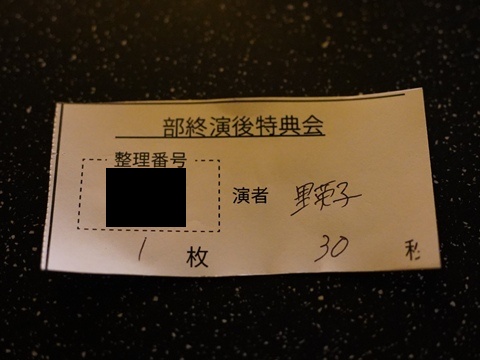 部終演後特典会
整理番号
演者 里菜子
1 枚 30 秒